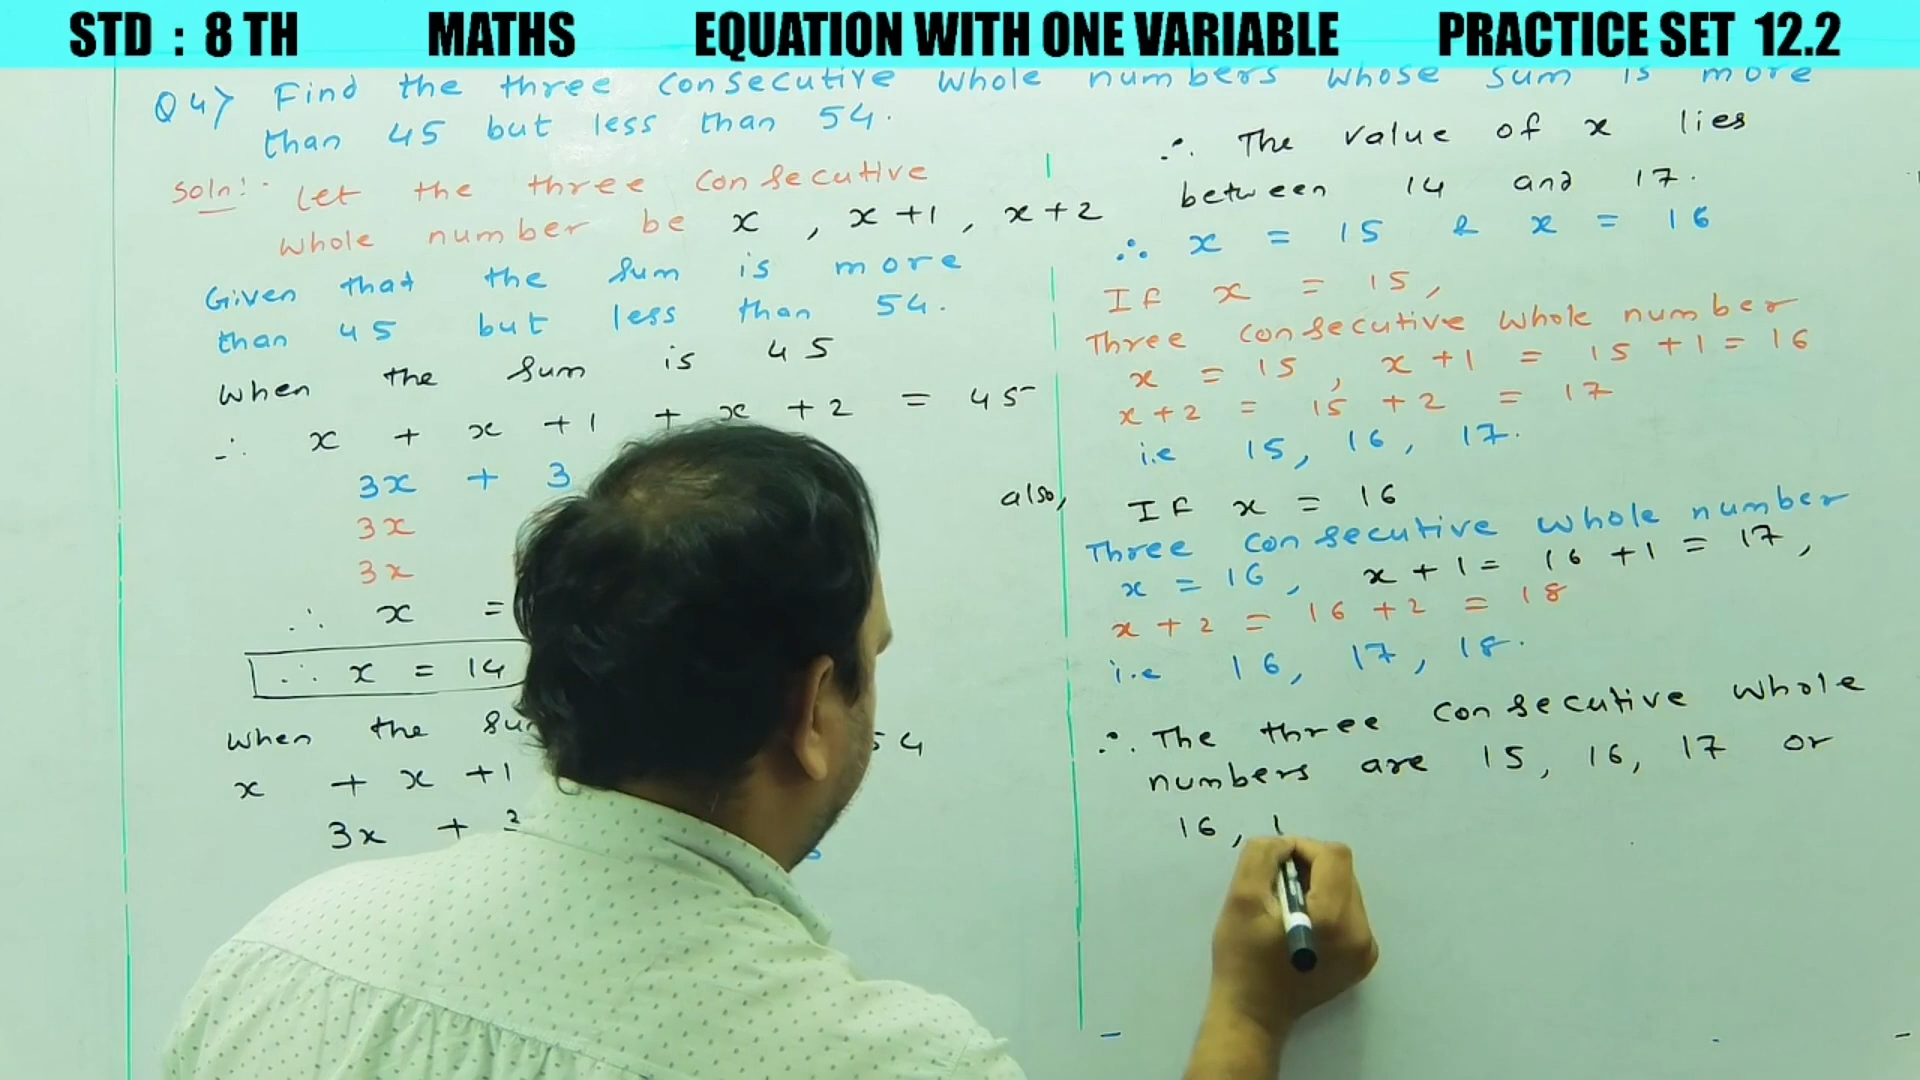 STD : 8 TH MATHS EQUATION WITH ONE VARIABLE PRACTICE SET 12.2
Q 4> Find the three consecutive whole numbers whose sum is more
than 45 but less than 54.
Soln:- Let the three consecutive
whole number be x , x +1 , x + 2
Given that the sum is more
than 45 but less than 54.
When the sum is 45
∴ x + x + 1 + x + 2 = 45
3x + 3
3x
3x
∴ x =
∴ x = 14
When the 54
x + x + 1
3x +
∴ The value of x lies
between 14 and 17.
∴ x = 15 & x = 16
If x = 15,
Three consecutive whole number
x = 15, x + 1 = 15 + 1 = 16
x + 2 = 15 + 2 = 17
i.e 15, 16, 17.
also, If x = 16
Three consecutive whole number
x = 16, x + 1 = 16 + 1 = 17,
x + 2 = 16 + 2 = 18
i.e 16, 17, 18.
∴ The three consecutive whole
numbers are 15, 16, 17 or
16, 1